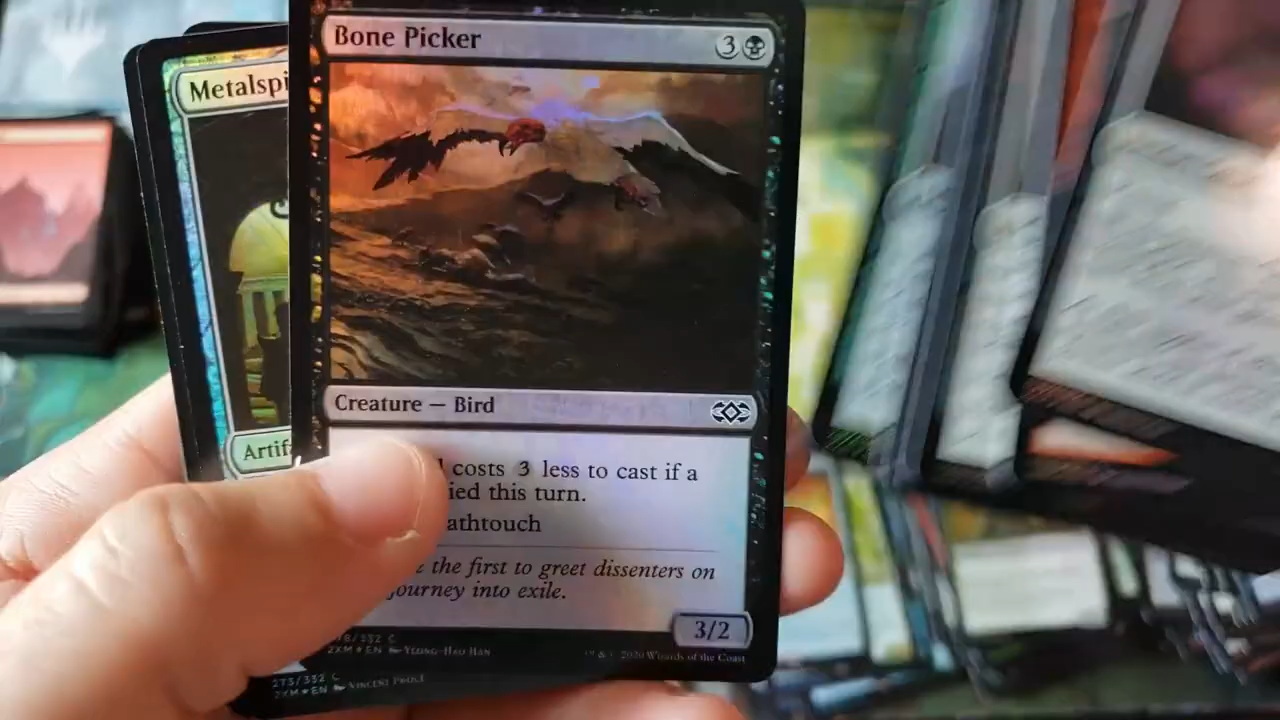 Bone Picker
3
Metalspi
Creature — Bird
Artif
costs 3 less to cast if a
ied this turn.
athtouch
the first to greet dissenters on
journey into exile.
3/2
8/332 C
2XM ★ EN Yeong-Hao Han
™ & © 2020 Wizards of the Coast
273/332 C
2XM ★ EN Vincent Proce